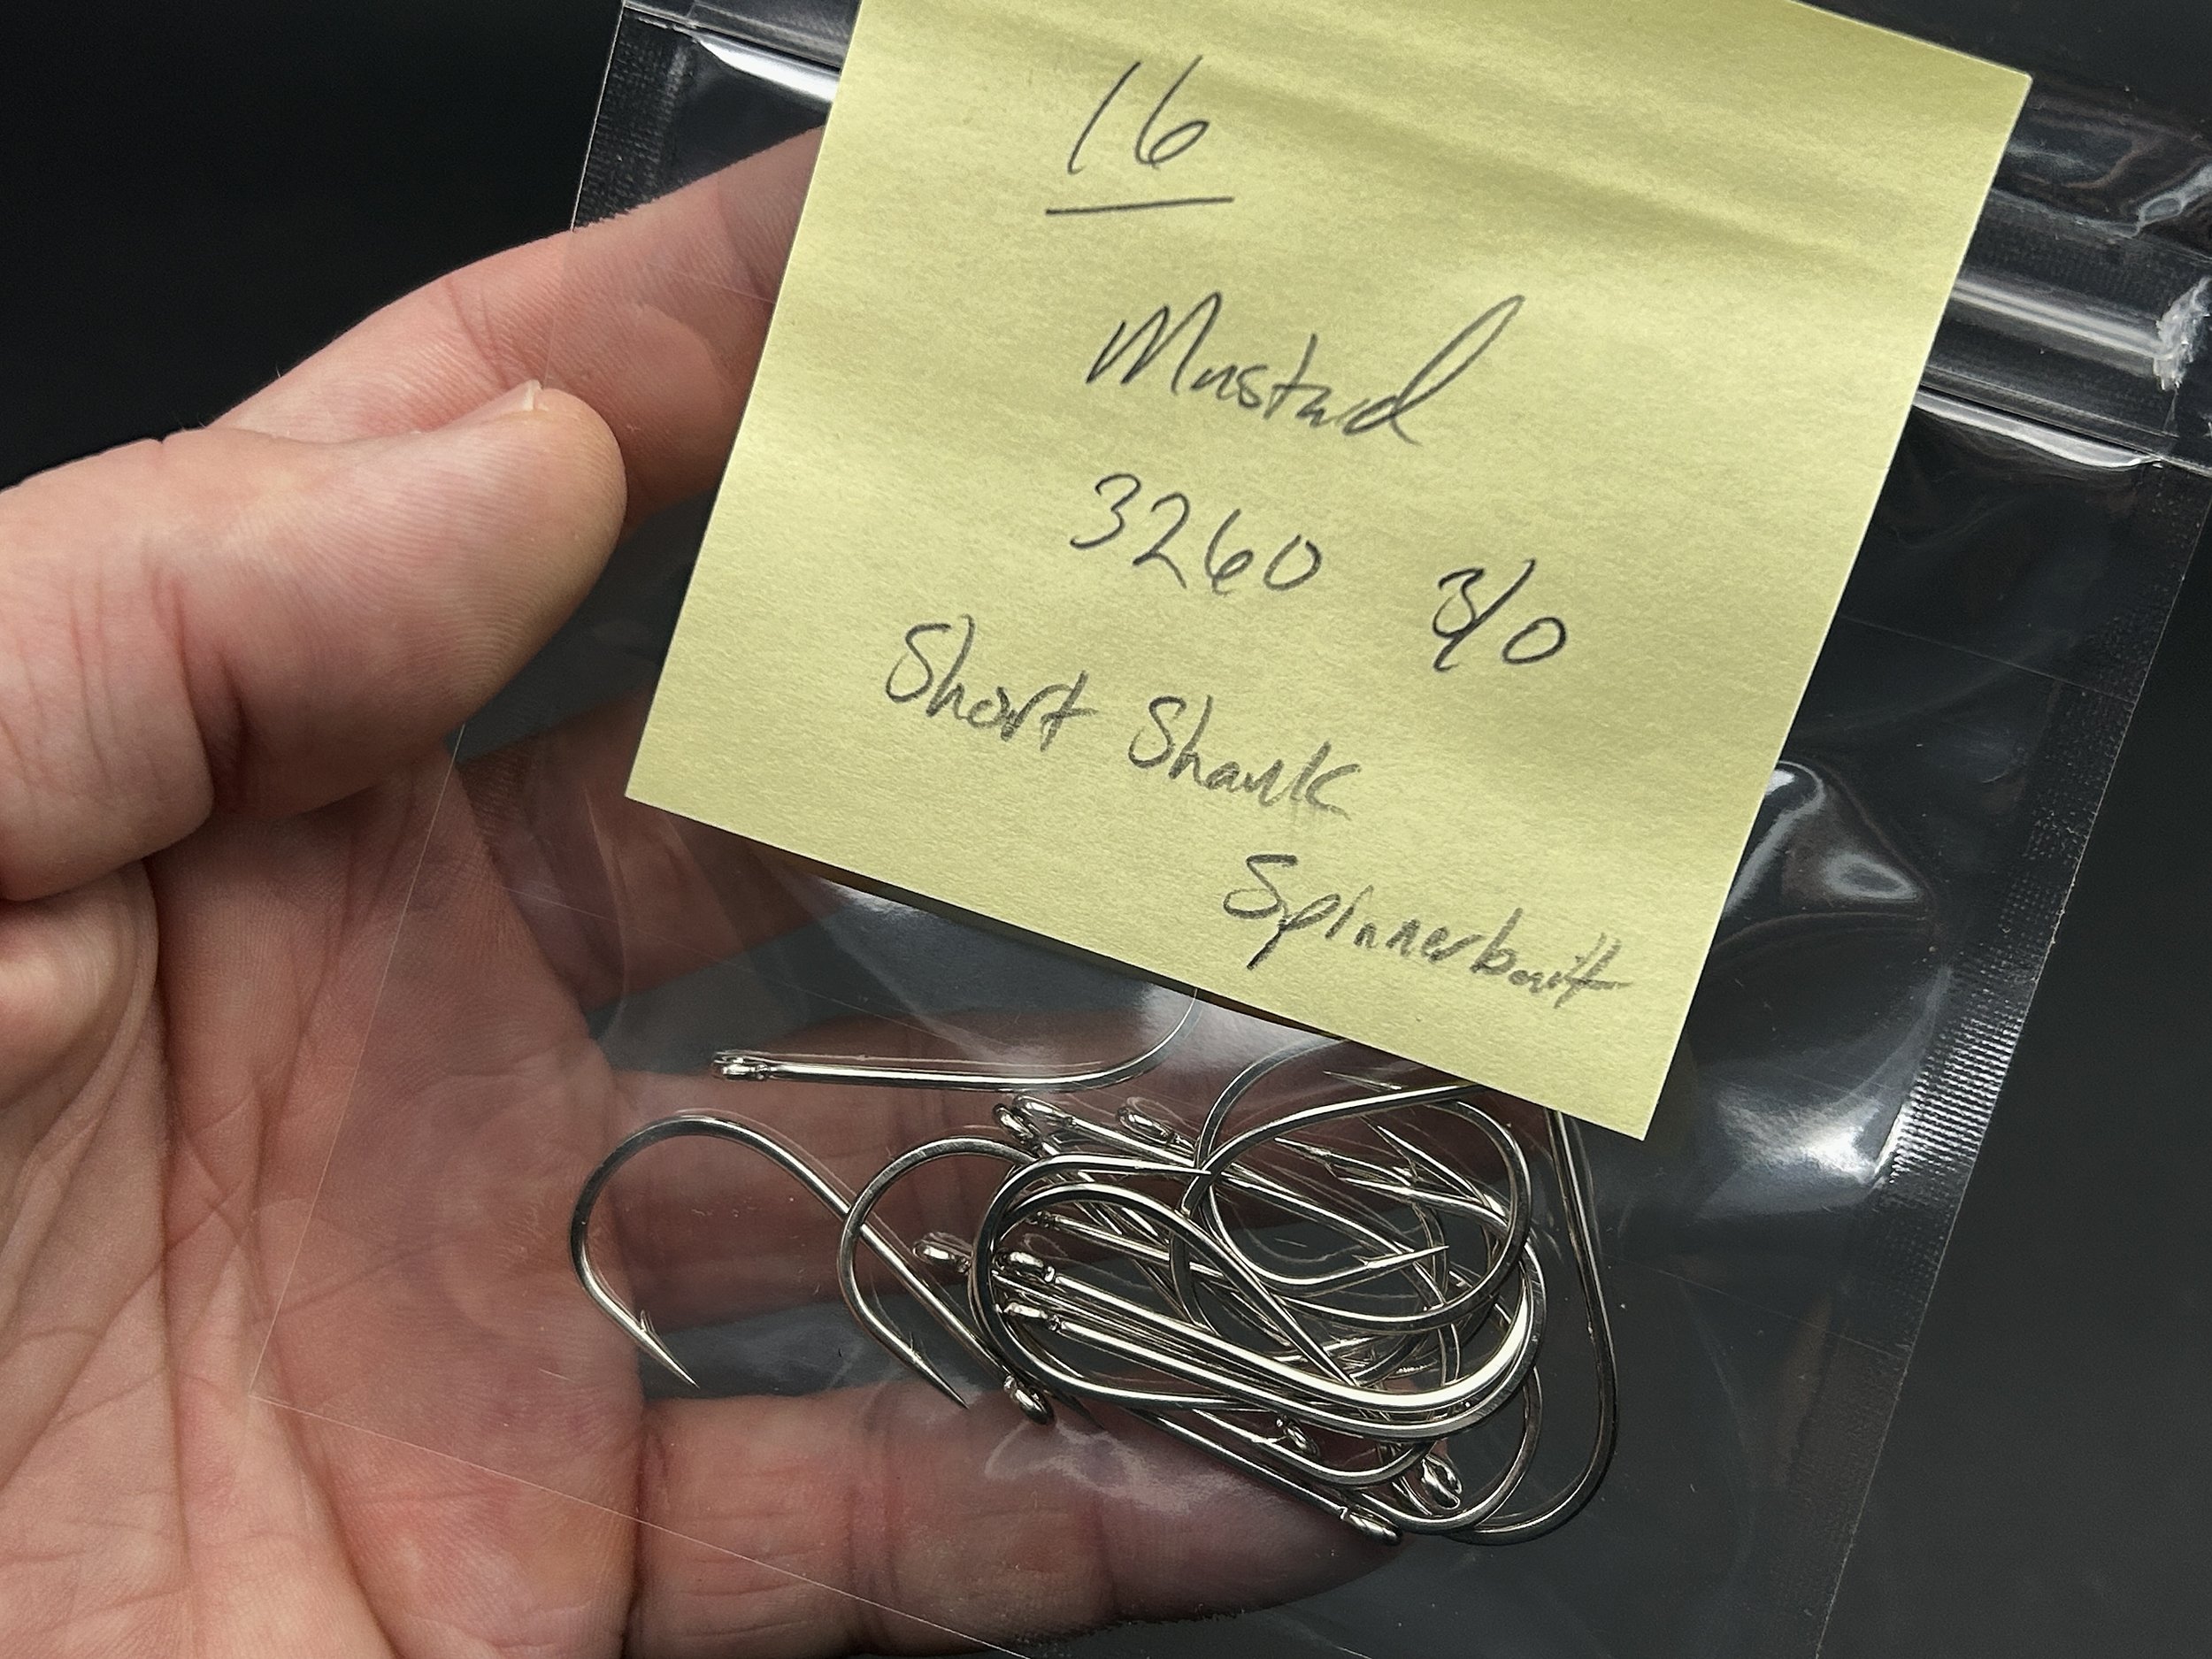 16
Mustad
3260 3/0
Short Shank
Spinnerbait